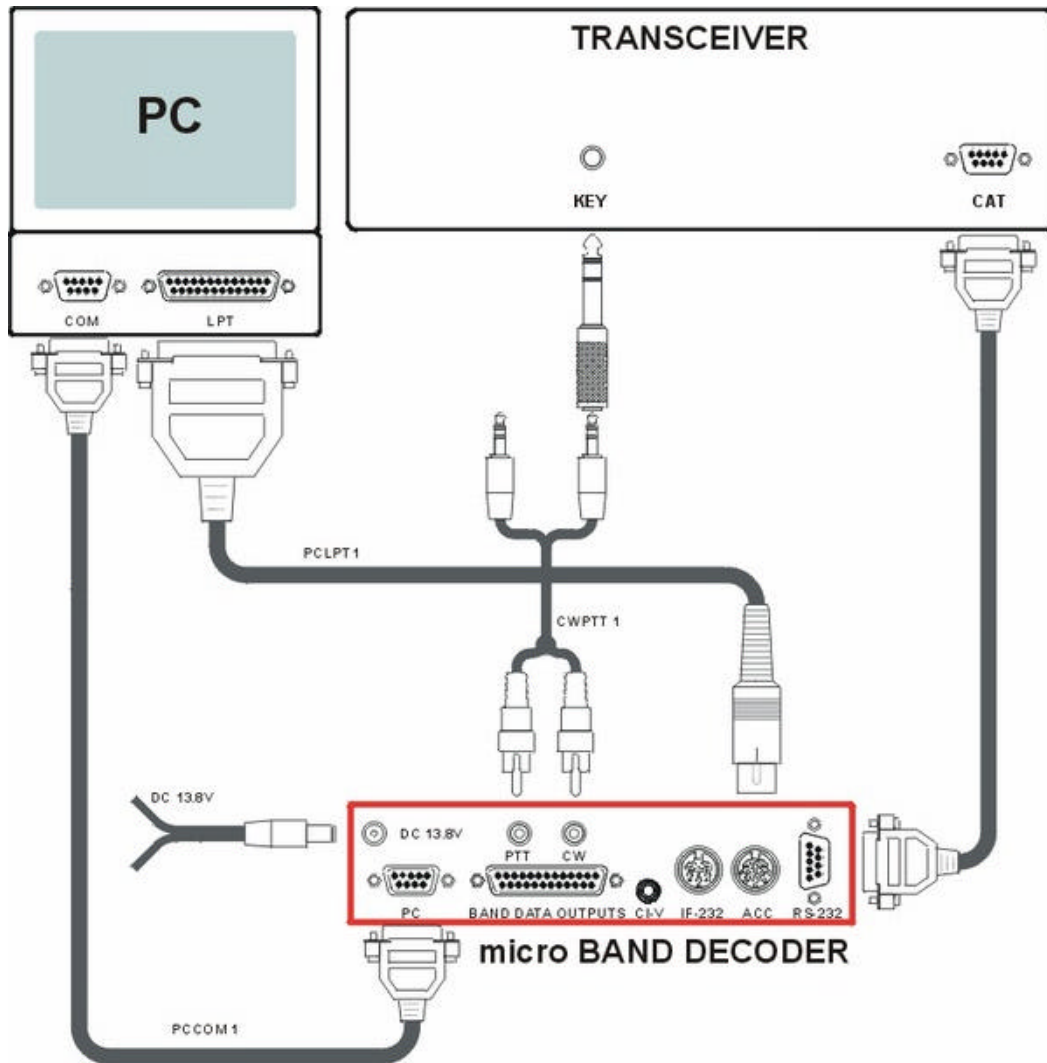 PC
COM
LPT
TRANSCEIVER
KEY
CAT
PCLPT1
CWPTT 1
DC 13.8V
DC 13.8V
PTT
CW
PC
BAND DATA OUTPUTS
CI-V
IF-232
ACC
RS-232
micro BAND DECODER
PCCOM1